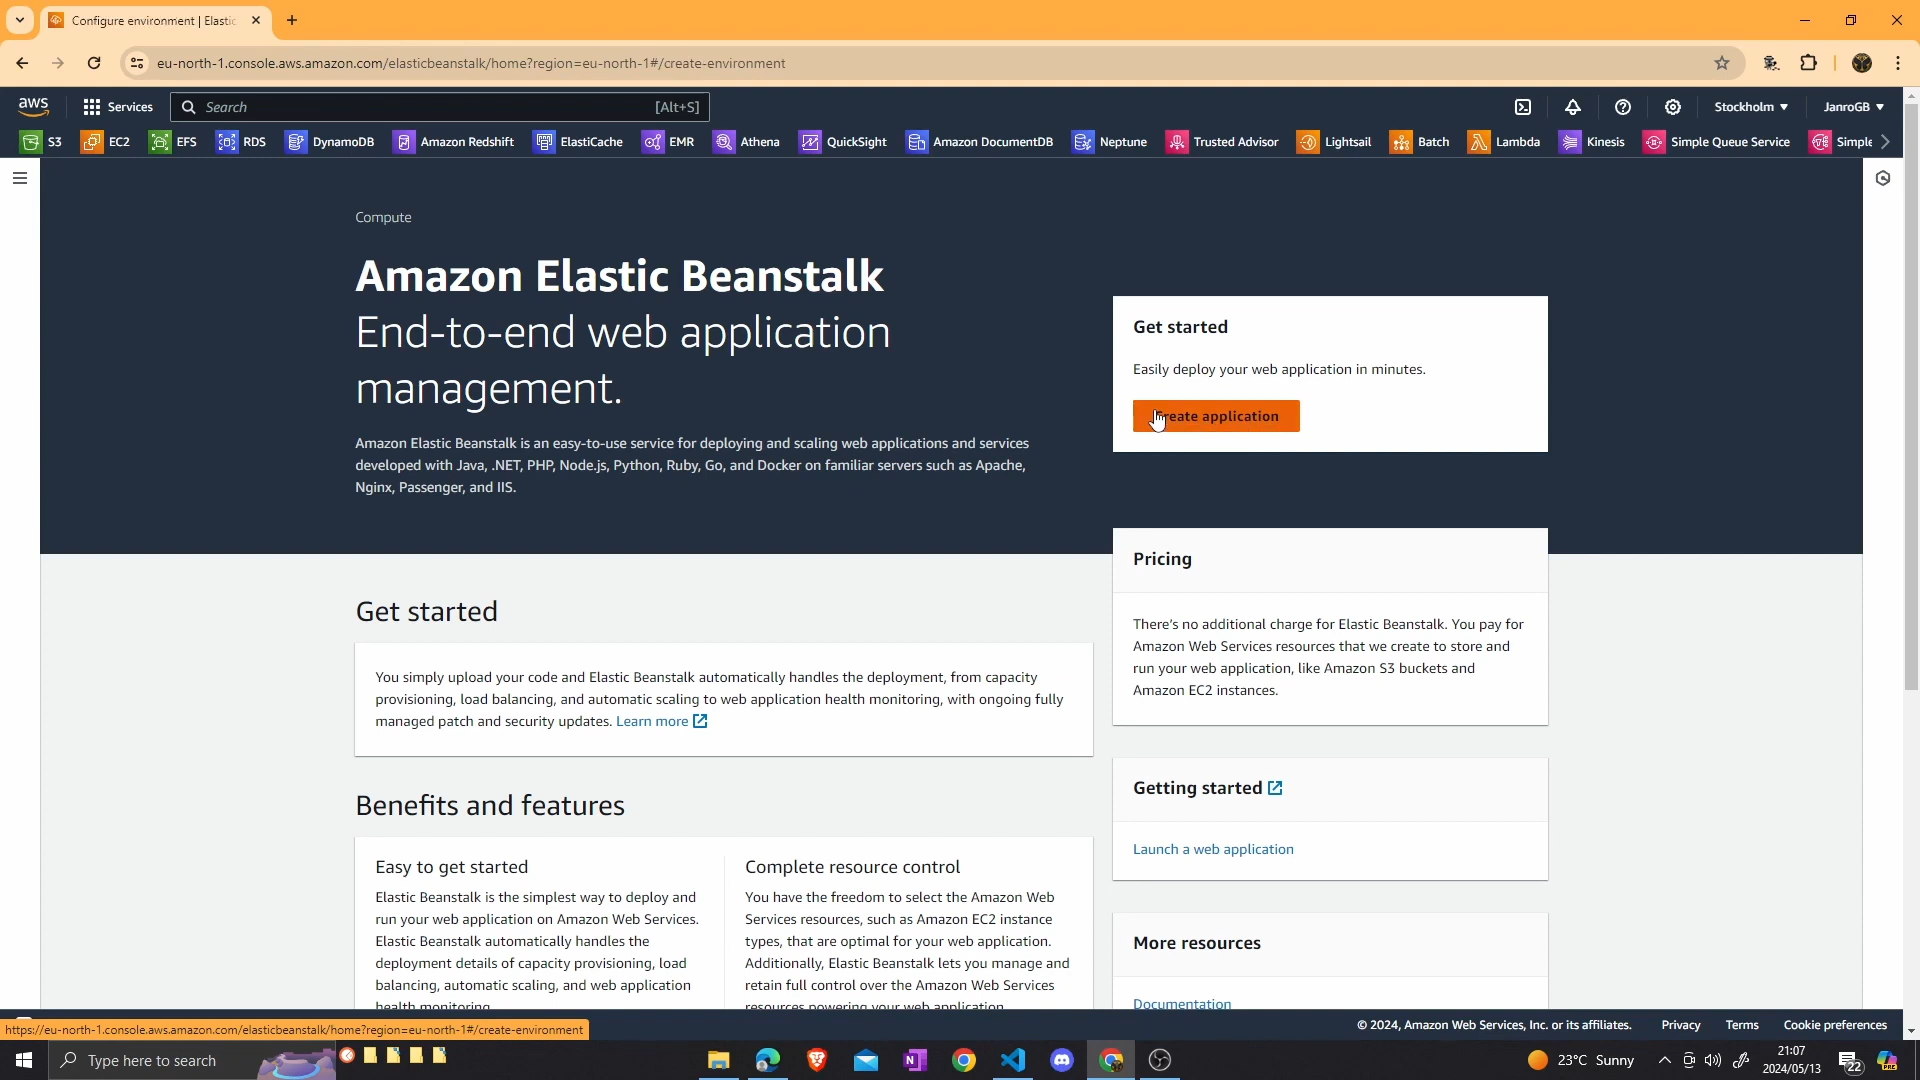 Configure environment | Elastic
eu-north-1.console.aws.amazon.com/elasticbeanstalk/home?region=eu-north-1#/create-environment
aws
Services
Search
[Alt+S]
Stockholm
JanroGB
S3
EC2
EFS
RDS
DynamoDB
Amazon Redshift
ElastiCache
EMR
Athena
QuickSight
Amazon DocumentDB
Neptune
Trusted Advisor
Lightsail
Batch
Lambda
Kinesis
Simple Queue Service
Simple
Compute
Amazon Elastic Beanstalk
End-to-end web application
management.
Amazon Elastic Beanstalk is an easy-to-use service for deploying and scaling web applications and services
developed with Java, .NET, PHP, Node.js, Python, Ruby, Go, and Docker on familiar servers such as Apache,
Nginx, Passenger, and IIS.
Get started
Easily deploy your web application in minutes.
Create application
Pricing
There's no additional charge for Elastic Beanstalk. You pay for
Amazon Web Services resources that we create to store and
run your web application, like Amazon S3 buckets and
Amazon EC2 instances.
Get started
You simply upload your code and Elastic Beanstalk automatically handles the deployment, from capacity
provisioning, load balancing, and automatic scaling to web application health monitoring, with ongoing fully
managed patch and security updates. Learn more
Getting started
Launch a web application
Benefits and features
Easy to get started
Elastic Beanstalk is the simplest way to deploy and
run your web application on Amazon Web Services.
Elastic Beanstalk automatically handles the
deployment details of capacity provisioning, load
balancing, automatic scaling, and web application
health monitoring.
Complete resource control
You have the freedom to select the Amazon Web
Services resources, such as Amazon EC2 instance
types, that are optimal for your web application.
Additionally, Elastic Beanstalk lets you manage and
retain full control over the Amazon Web Services
resources powering your web application.
More resources
Documentation
https://eu-north-1.console.aws.amazon.com/elasticbeanstalk/home?region=eu-north-1#/create-environment
© 2024, Amazon Web Services, Inc. or its affiliates.
Privacy
Terms
Cookie preferences
Type here to search
23°C Sunny
21:07
2024/05/13
22